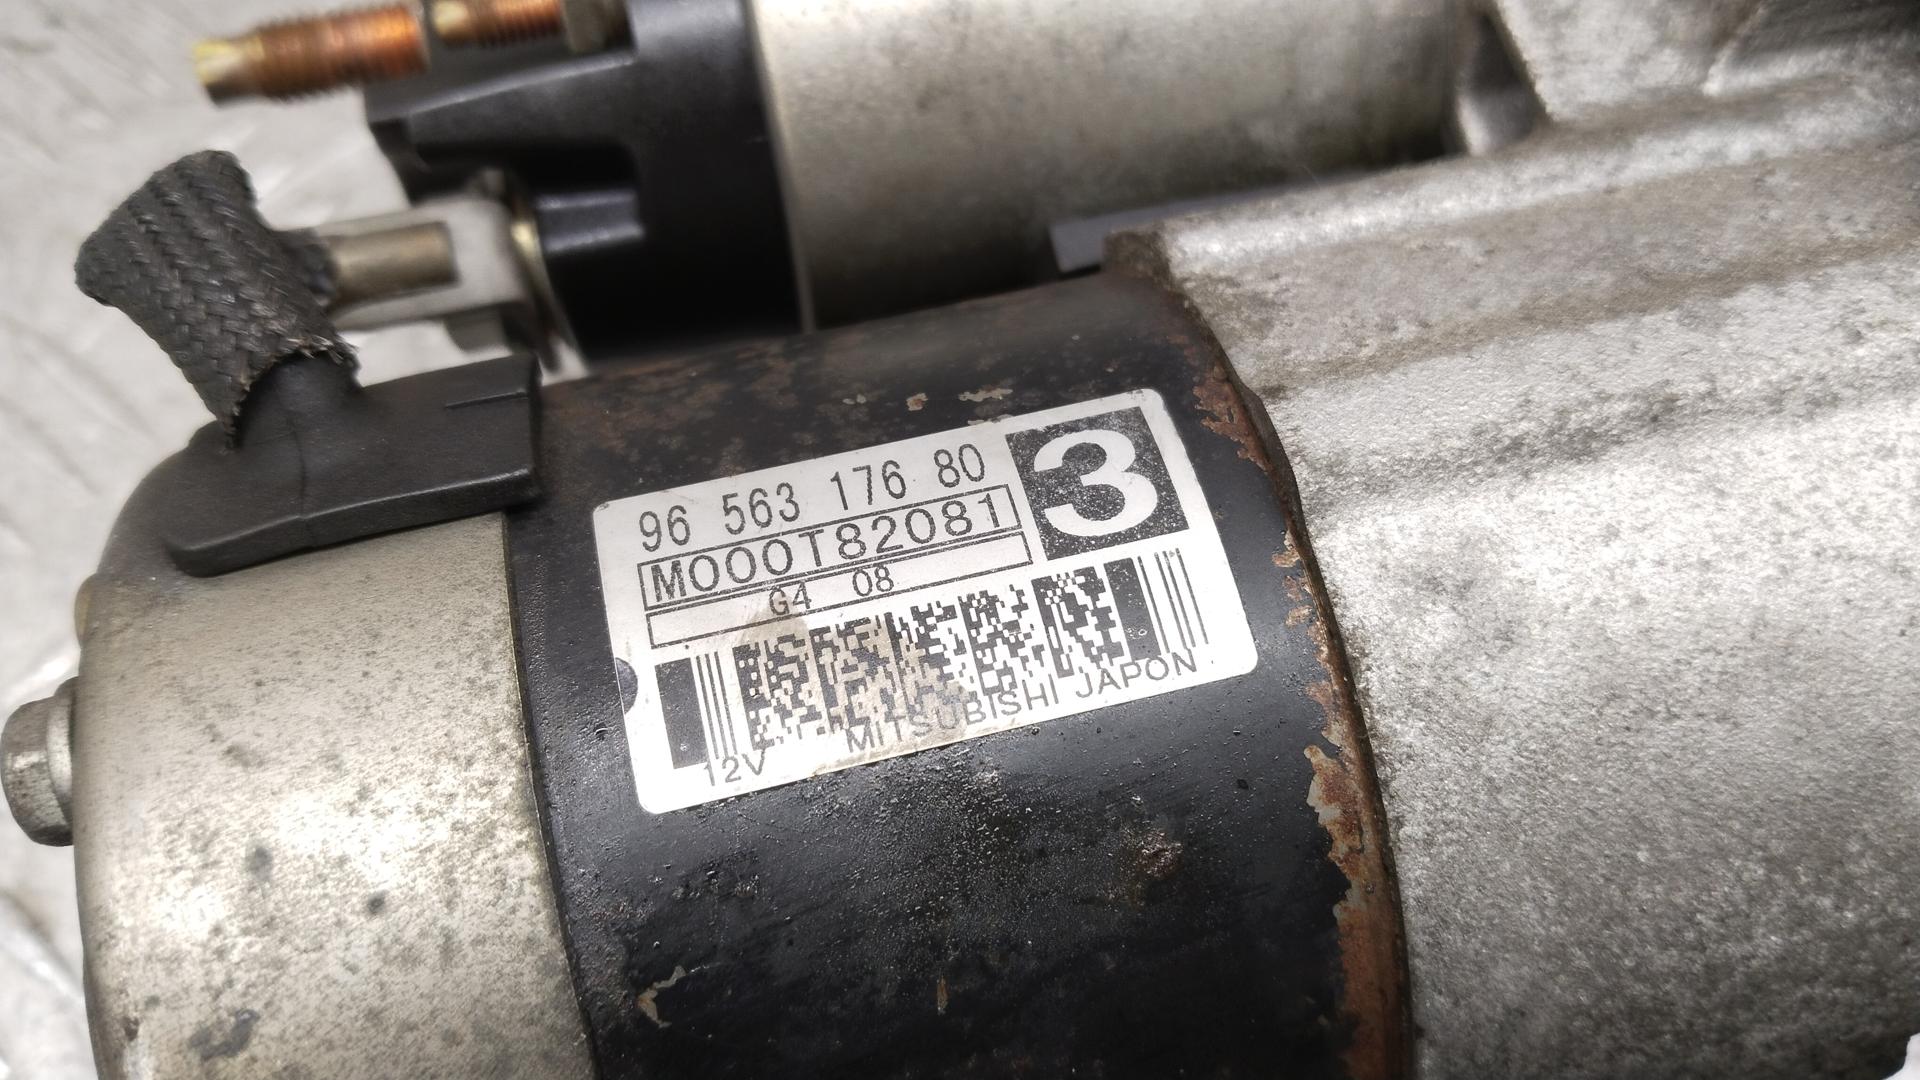 96 563 176 80
3
M000T82081
G4 08
12V MITSUBISHI JAPON